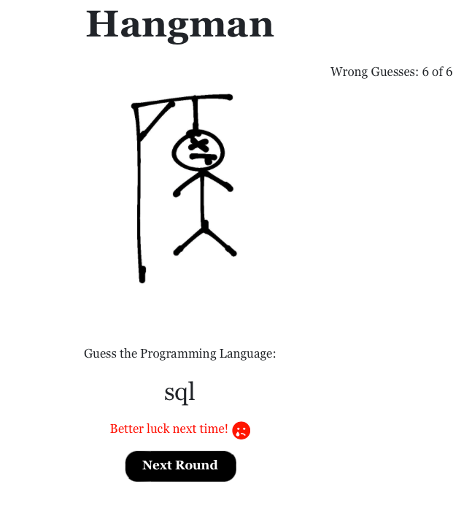 Hangman
Wrong Guesses: 6 of 6
Guess the Programming Language:
sql
Better luck next time!
Next Round